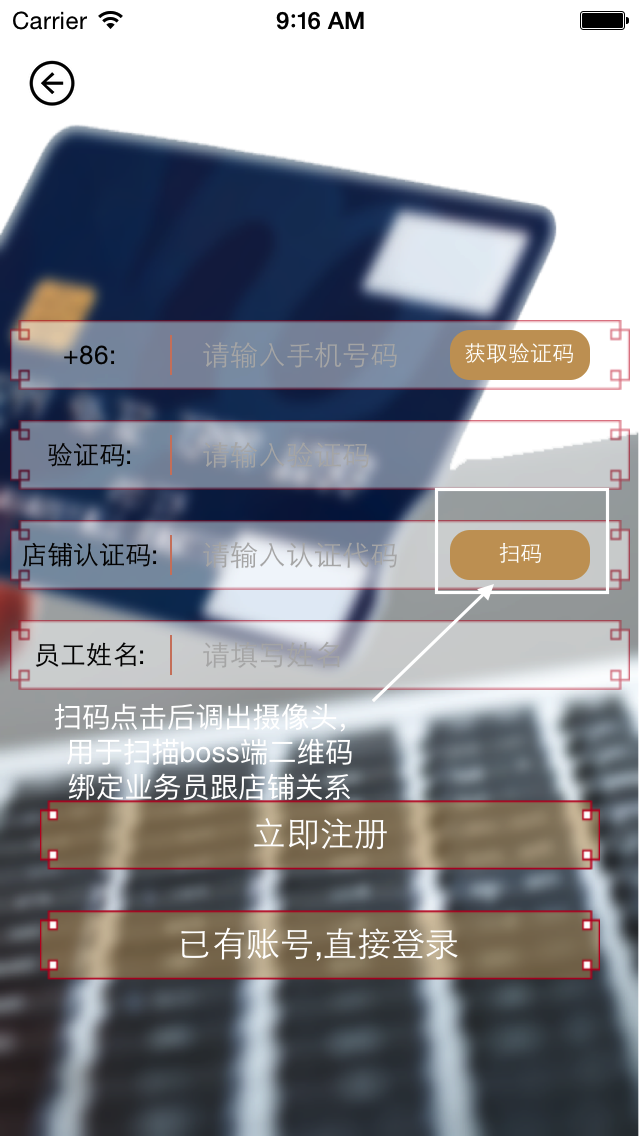 Carrier 9:16 AM
+86: 请输入手机号码 获取验证码
验证码: 请输入验证码
店铺认证码: 请输入认证代码 扫码
员工姓名: 请填写姓名
扫码点击后调出摄像头，
用于扫描boss端二维码
绑定业务员跟店铺关系
立即注册
已有账号,直接登录